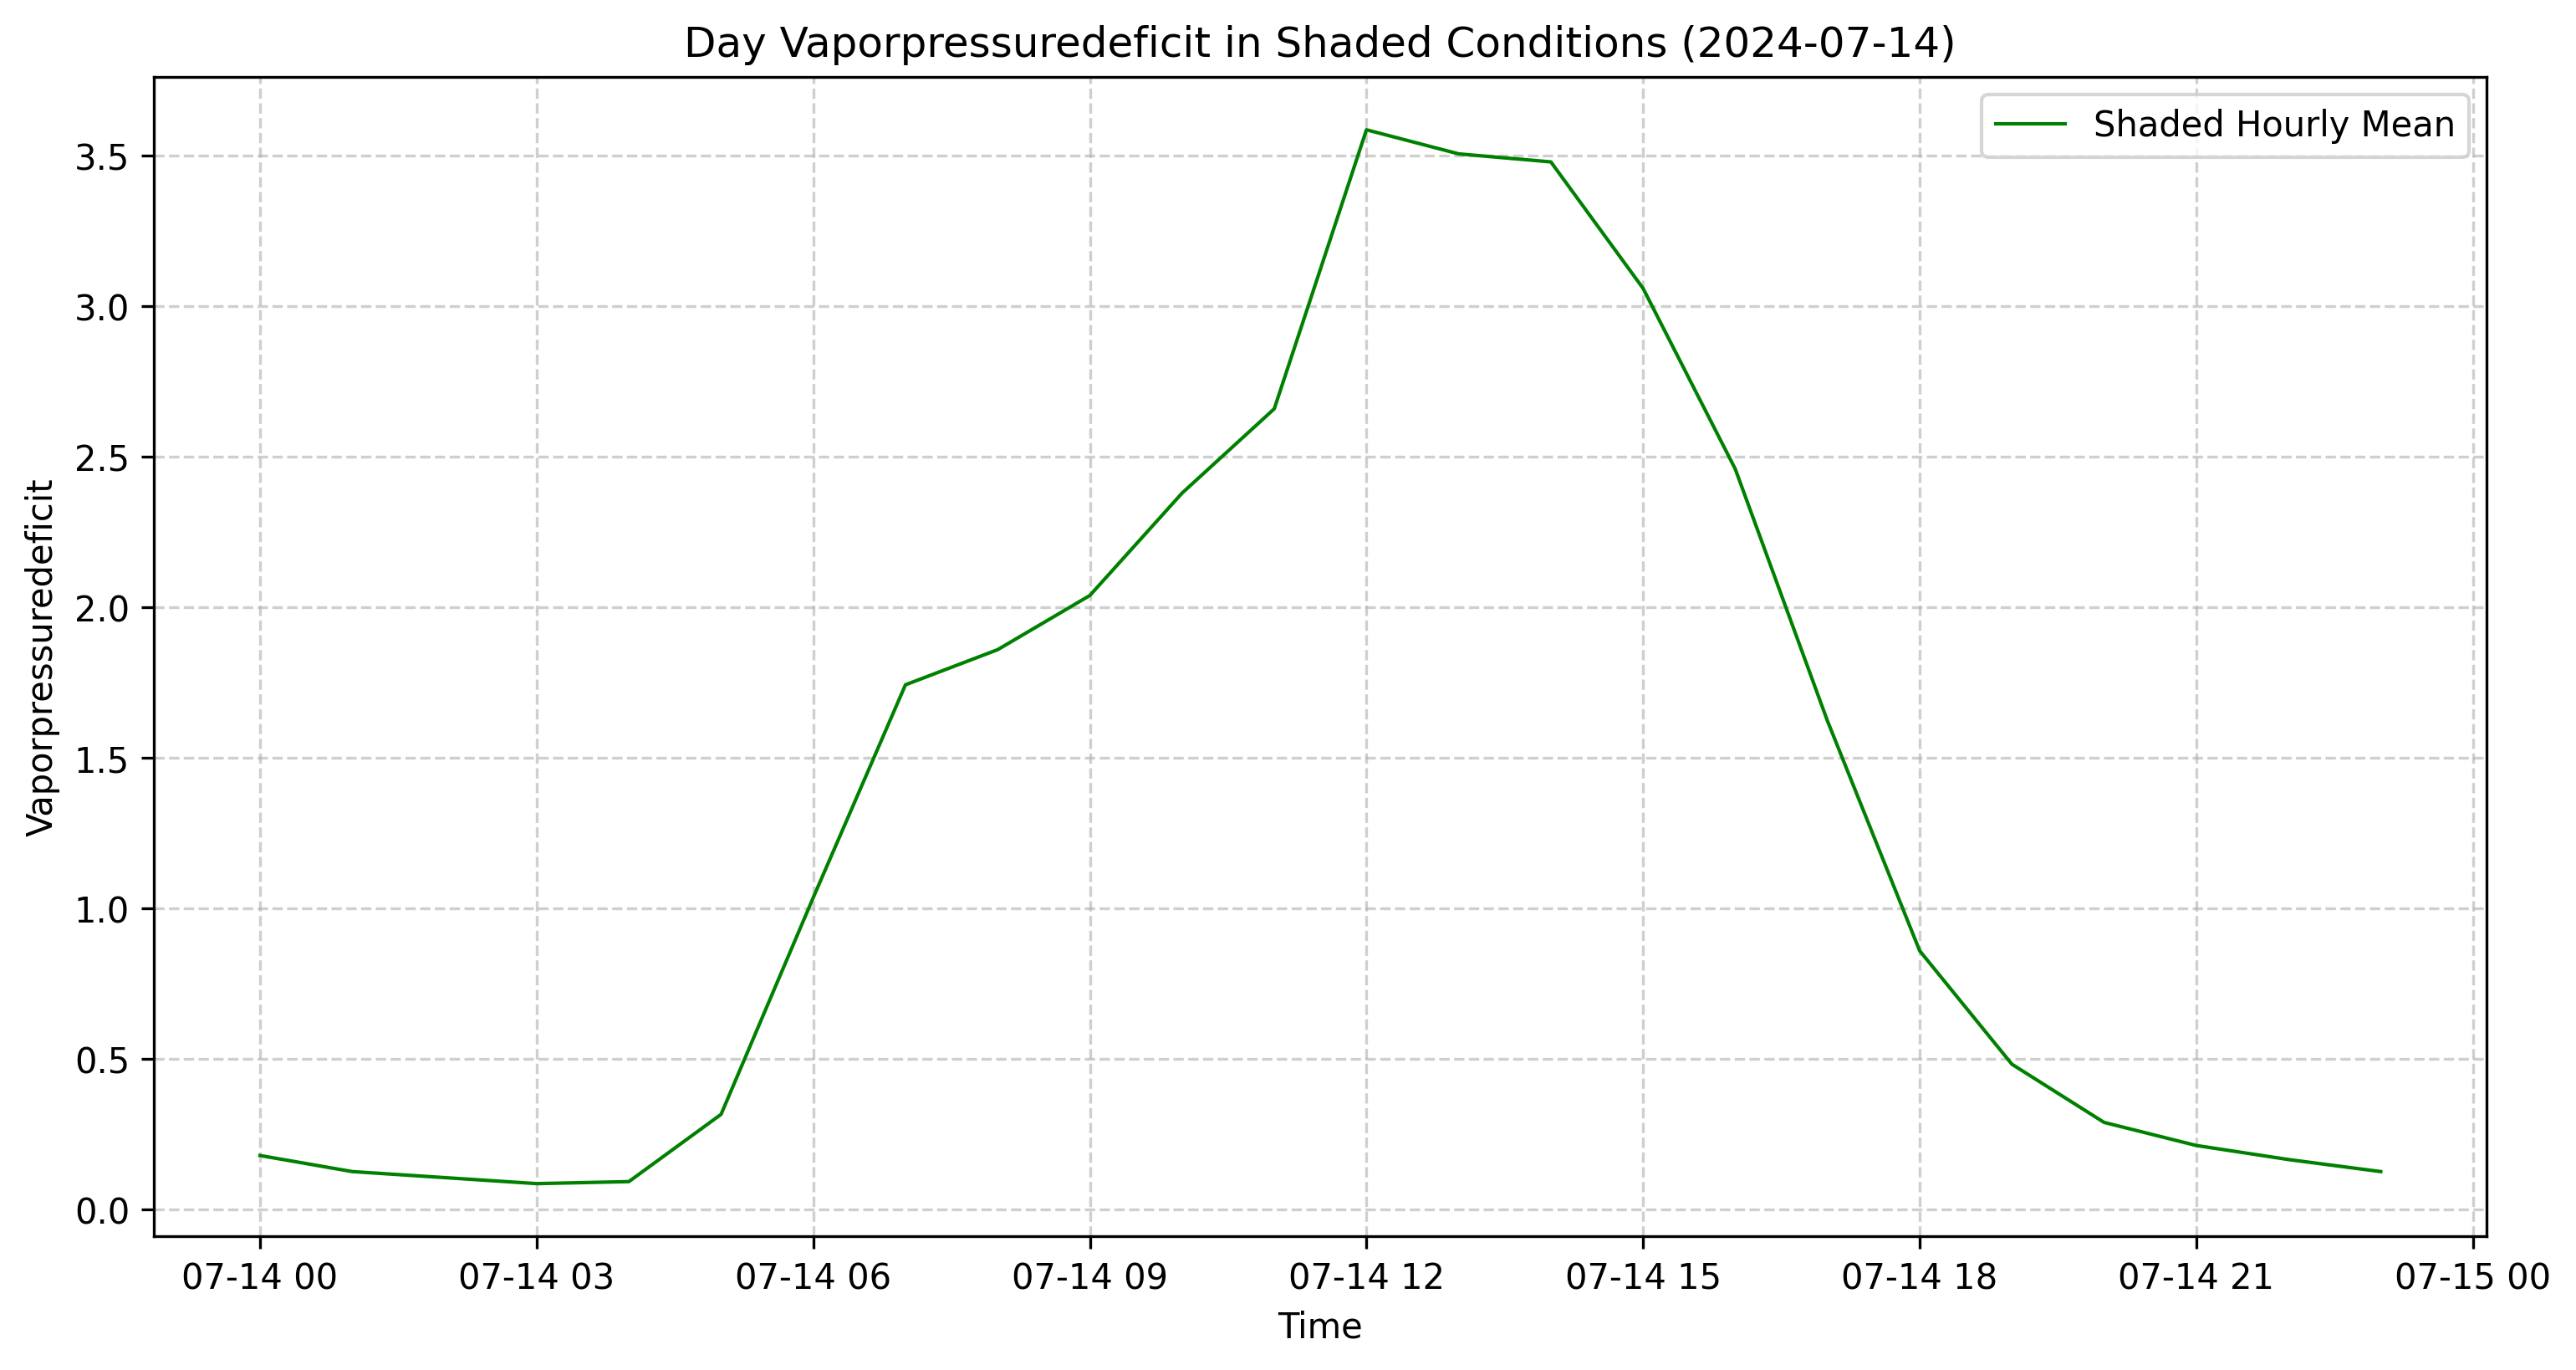 Day Vaporpressuredeficit in Shaded Conditions (2024-07-14)
Shaded Hourly Mean
Vaporpressuredeficit
3.5
3.0
2.5
2.0
1.5
1.0
0.5
0.0
07-14 00 07-14 03 07-14 06 07-14 09 07-14 12 07-14 15 07-14 18 07-14 21 07-15 00
Time